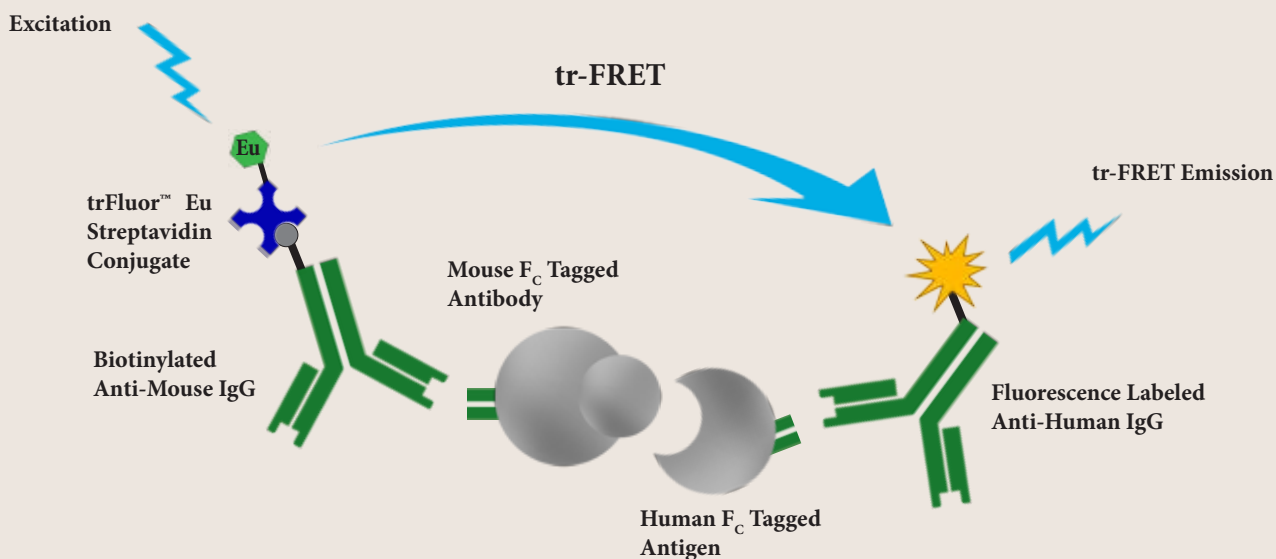 Excitation
tr-FRET
Eu
tr-FRET Emission
trFluor™ Eu
Streptavidin
Conjugate
Mouse FC Tagged
Antibody
Biotinylated
Anti-Mouse IgG
Fluorescence Labeled
Anti-Human IgG
Human FC Tagged
Antigen